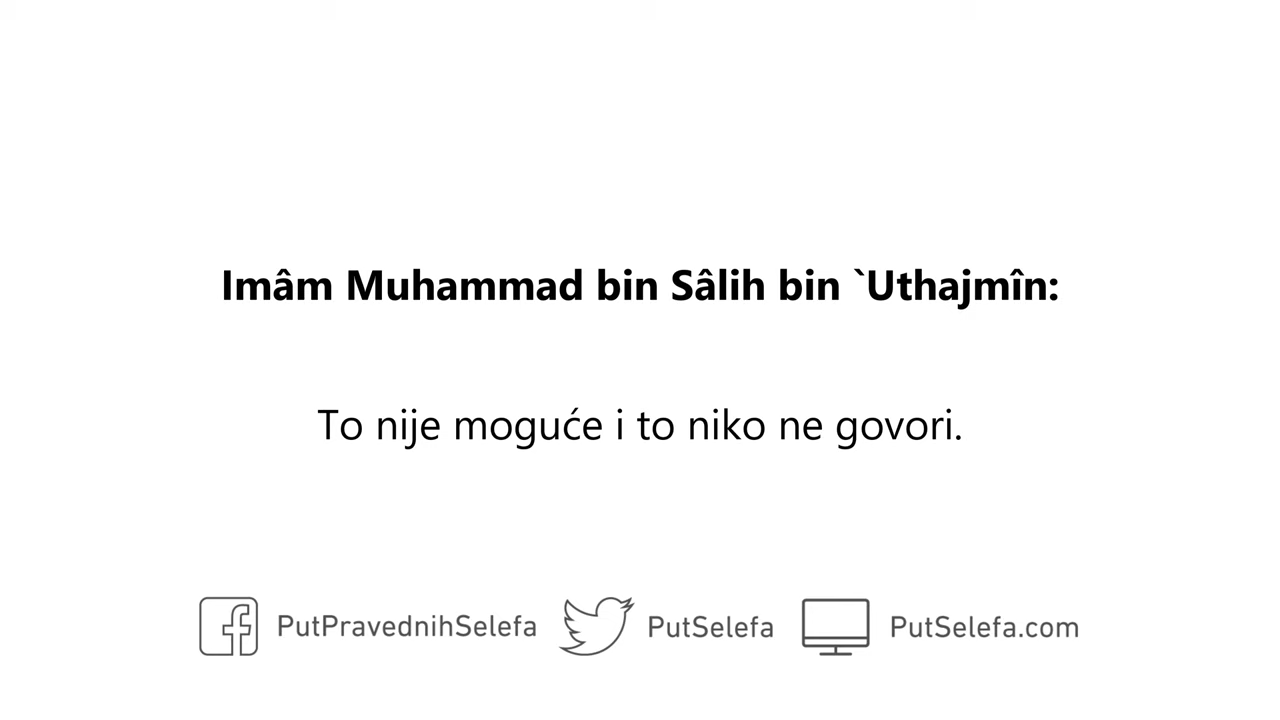 Imâm Muhammad bin Sâlih bin `Uthajmîn:
To nije moguće i to niko ne govori.
PutPravednihSelefa PutSelefa PutSelefa.com